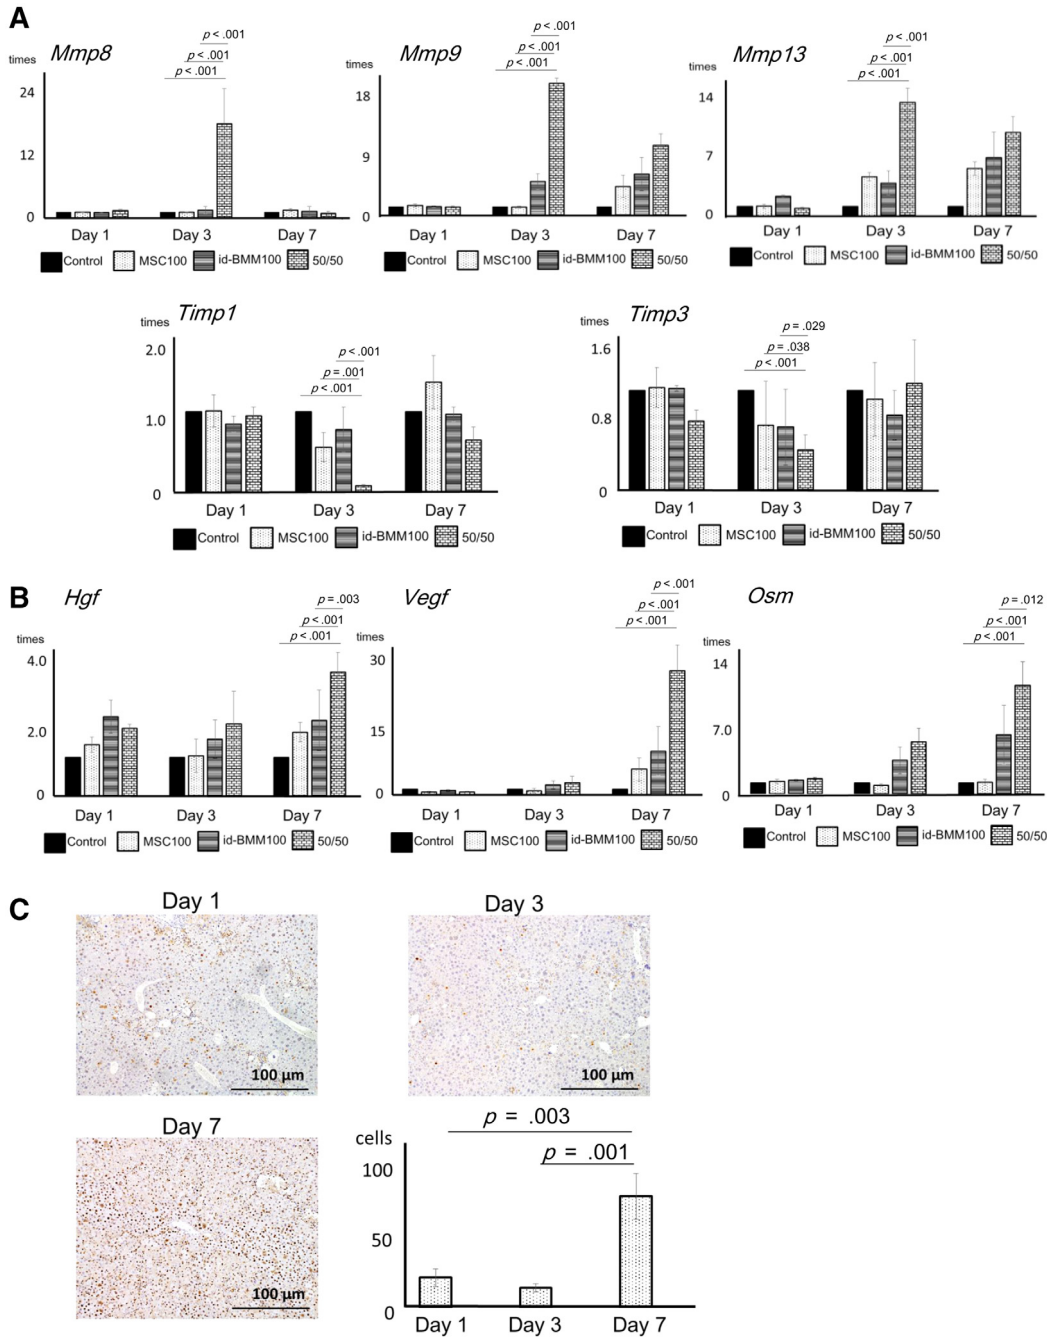 A
Mmp8
times
p < .001
p < .001
p < .001
24
12
0
Day 1 Day 3 Day 7
Control MSC100 id-BMM100 50/50
Mmp9
times
p < .001
p < .001
p < .001
18
9
0
Day 1 Day 3 Day 7
Control MSC100 id-BMM100 50/50
Mmp13
times
p < .001
p < .001
p < .001
14
7
0
Day 1 Day 3 Day 7
Control MSC100 id-BMM100 50/50
Timp1
times
p < .001
p = .001
p < .001
2.0
1.0
0
Day 1 Day 3 Day 7
Control MSC100 id-BMM100 50/50
Timp3
times
p = .029
p = .038
p < .001
1.6
0.8
0
Day 1 Day 3 Day 7
Control MSC100 id-BMM100 50/50
B
Hgf
times
p = .003
p < .001
p < .001
4.0
2.0
0
Day 1 Day 3 Day 7
Control MSC100 id-BMM100 50/50
Vegf
times
p < .001
p < .001
p < .001
30
15
0
Day 1 Day 3 Day 7
Control MSC100 id-BMM100 50/50
Osm
times
p = .012
p < .001
p < .001
14
7.0
0
Day 1 Day 3 Day 7
Control MSC100 id-BMM100 50/50
C
Day 1
100 μm
Day 3
100 μm
Day 7
100 μm
cells
p = .003
p = .001
100
50
0
Day 1 Day 3 Day 7